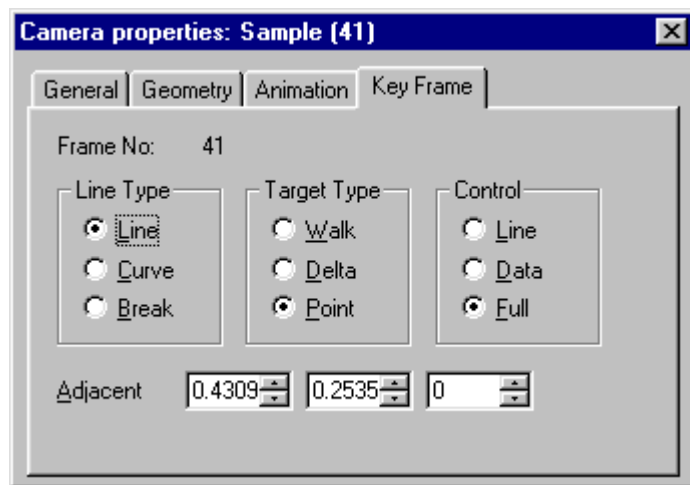 Camera properties: Sample (41)
General Geometry Animation Key Frame
Frame No: 41
Line Type Target Type Control
Line Walk Line
Curve Delta Data
Break Point Full
Adjacent 0.4309 0.2535 0